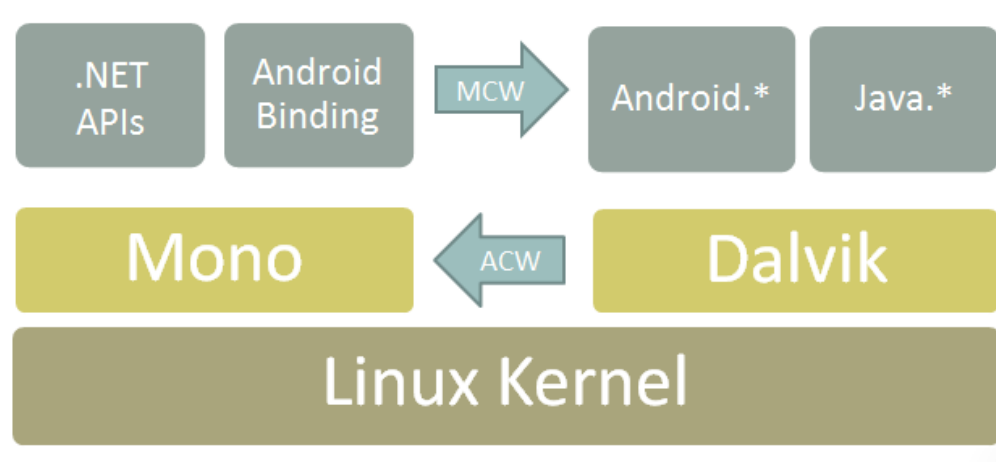 .NET
APIs
Android
Binding
MCW
Android.*
Java.*
Mono
ACW
Dalvik
Linux Kernel